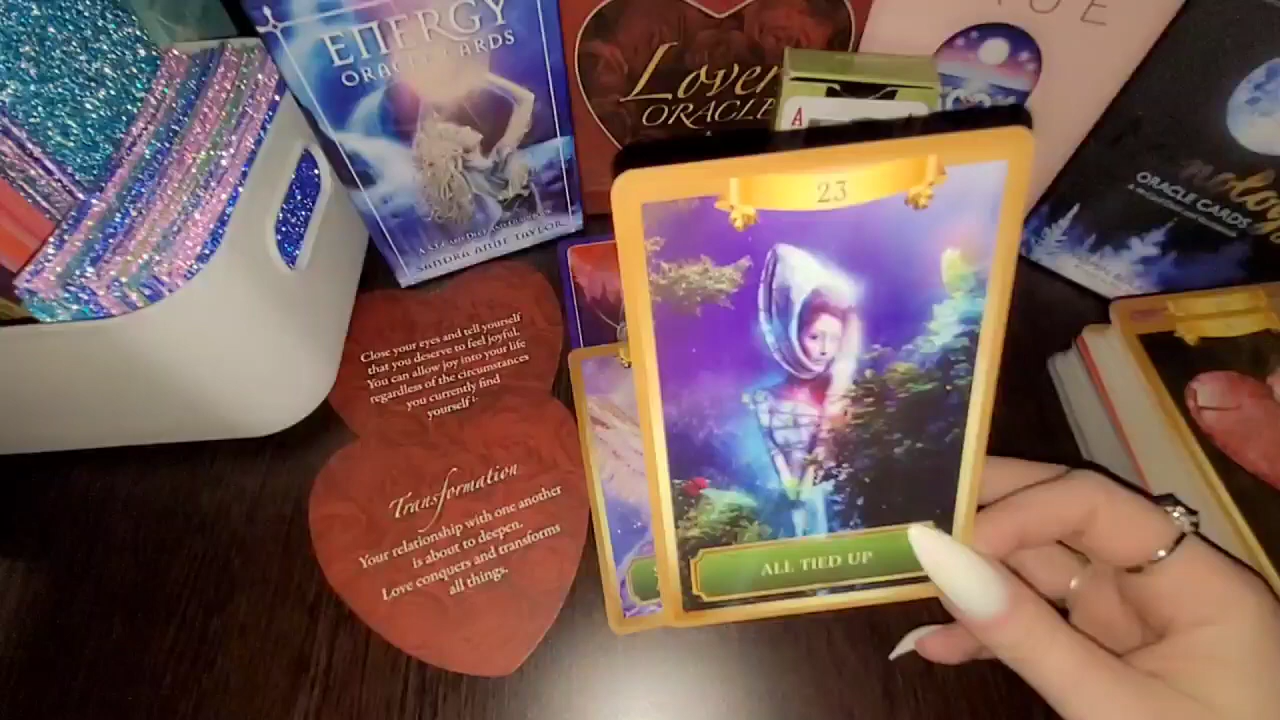 ENERGY
ORACLE CARDS
SANDRA ANNE TAYLOR
ORACLE
A
ORACLE CARDS
23
ALL TIED UP
Close your eyes and tell yourself
that you deserve to feel joyful.
You can allow joy into your life
regardless of the circumstances
you currently find
yourself
Transformation
Your relationship with one another
is about to deepen.
Love conquers and transforms
all things.